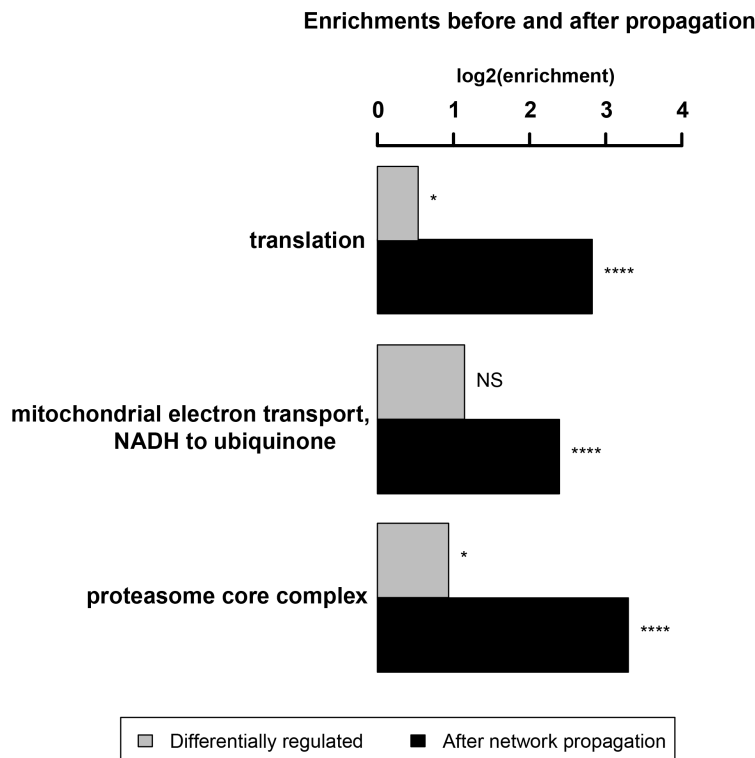 Enrichments before and after propagation
log2(enrichment)
0 1 2 3 4
*
translation
****
NS
mitochondrial electron transport,
NADH to ubiquinone
****
*
proteasome core complex
****
Differentially regulated After network propagation